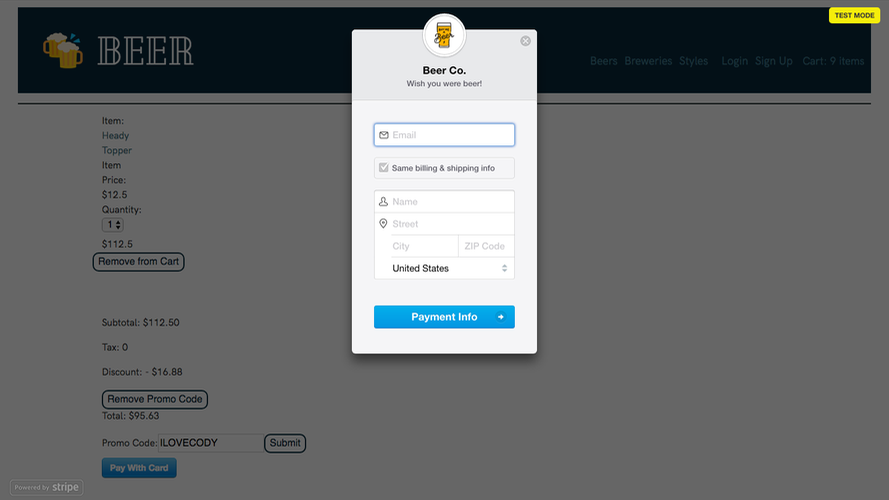 TEST MODE
BEER
Beers Breweries Styles Login Sign Up Cart: 9 items
Beer
Beer Co.
Wish you were beer!
Email
Same billing & shipping info
Name
Street
City ZIP Code
United States
Payment Info
Item:
Heady
Topper
Item
Price:
$12.5
Quantity:
1
$112.5
Remove from Cart
Subtotal: $112.50
Tax: 0
Discount: - $16.88
Remove Promo Code
Total: $95.63
Promo Code: ILOVECODY Submit
Pay With Card
Powered by stripe